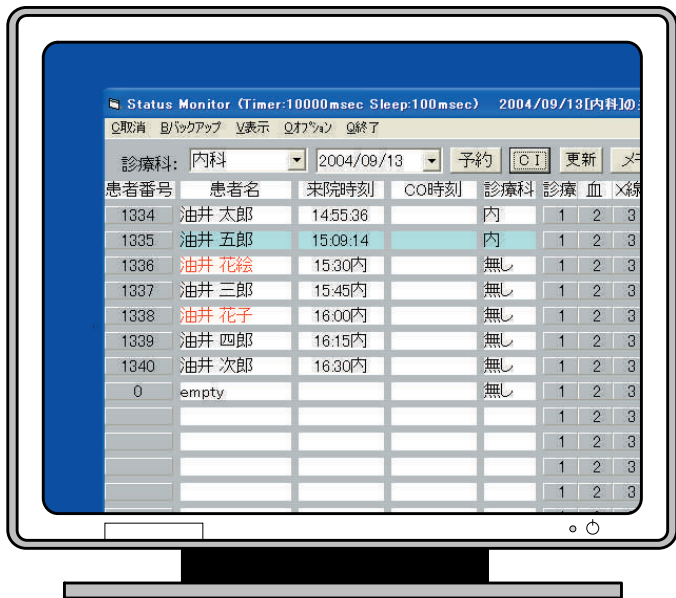 Status Monitor (Timer:10000msec Sleep:100msec) 2004/09/13[内科]の
C取消 Bバックアップ V表示 Oオプション Q終了
診療科: 内科 2004/09/13 予約 CI 更新 メモ
患者番号 患者名 来院時刻 CO時刻 診療科 診療 血 X線
1334 油井 太郎 14:55:36 内 1 2 3
1335 油井 五郎 15:09:14 内 1 2 3
1336 油井 花絵 15:30内 無し 1 2 3
1337 油井 三郎 15:45内 無し 1 2 3
1338 油井 花子 16:00内 無し 1 2 3
1339 油井 四郎 16:15内 無し 1 2 3
1340 油井 次郎 16:30内 無し 1 2 3
0 empty 無し 1 2 3
1 2 3
1 2 3
1 2 3
1 2 3